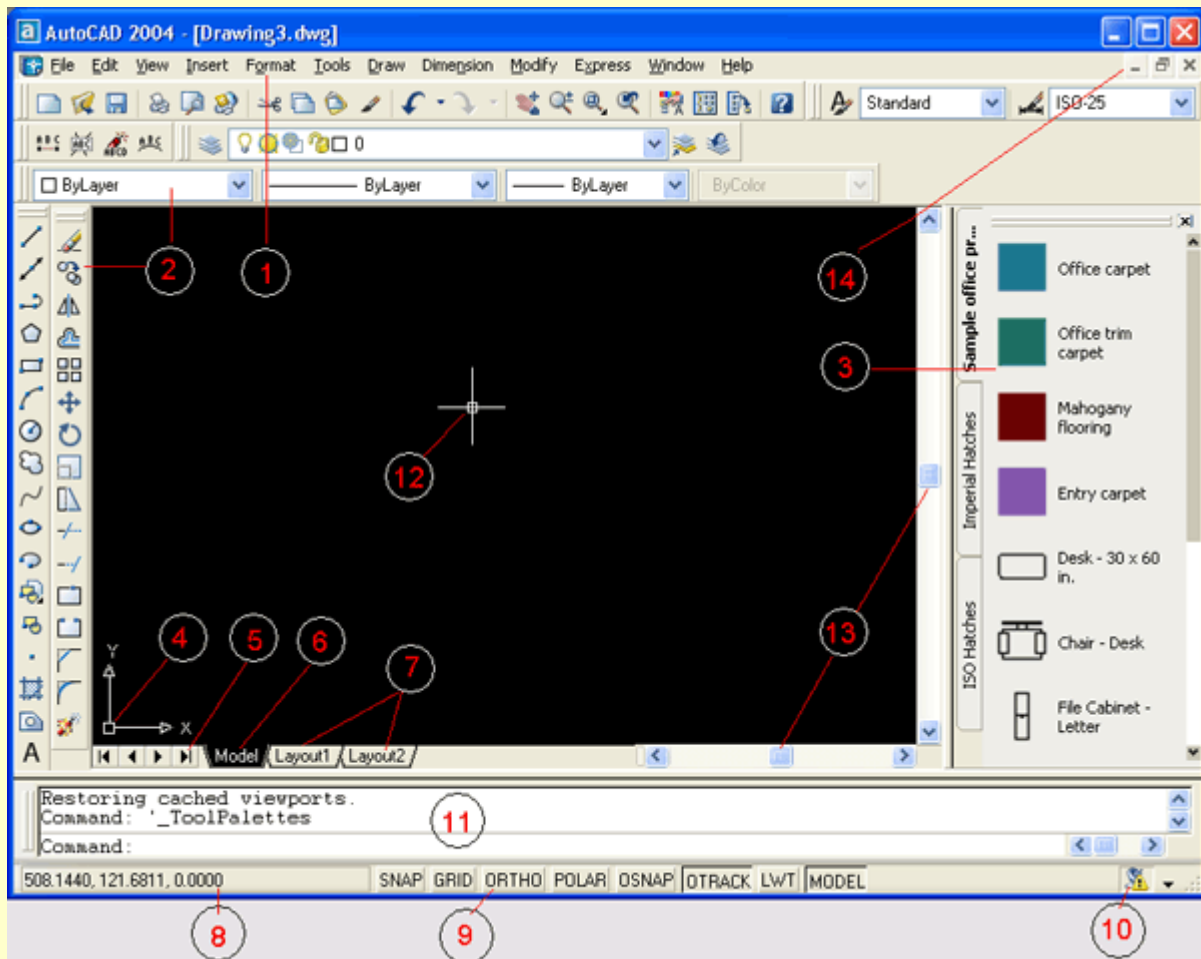 AutoCAD 2004 - [Drawing3.dwg]
File Edit View Insert Format Tools Draw Dimension Modify Express Window Help
Standard ISO-25
0
ByLayer ByLayer ByLayer ByColor
2 1 14
3
12
4 5 6 7 13
Y
X
A
Sample office pr...
Imperial Hatches
ISO Hatches
Office carpet
Office trim
carpet
Mahogany
flooring
Entry carpet
Desk - 30 x 60
in.
Chair - Desk
File Cabinet -
Letter
Model Layout1 Layout2
Restoring cached viewports.
Command: '_ToolPalettes
11
Command:
508.1440, 121.6811, 0.0000 SNAP GRID ORTHO POLAR OSNAP OTRACK LWT MODEL
8 9 10